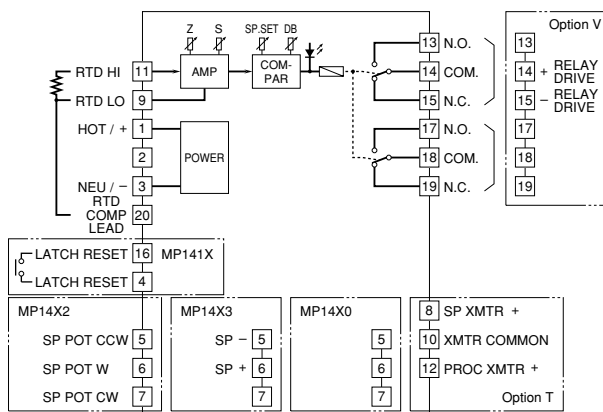 Z S SP.SET DB
RTD HI 11 AMP COM-
PAR
RTD LO 9
HOT / + 1
2 POWER
NEU / − 3
RTD
COMP
LEAD 20
13 N.O.
14 COM.
15 N.C.
17 N.O.
18 COM.
19 N.C.
Option V
13
14 + RELAY
DRIVE
15 − RELAY
DRIVE
17
18
19
LATCH RESET 16 MP141X
LATCH RESET 4
MP14X2
SP POT CCW 5
SP POT W 6
SP POT CW 7
MP14X3
SP − 5
SP + 6
7
MP14X0
5
6
7
8 SP XMTR +
10 XMTR COMMON
12 PROC XMTR +
Option T